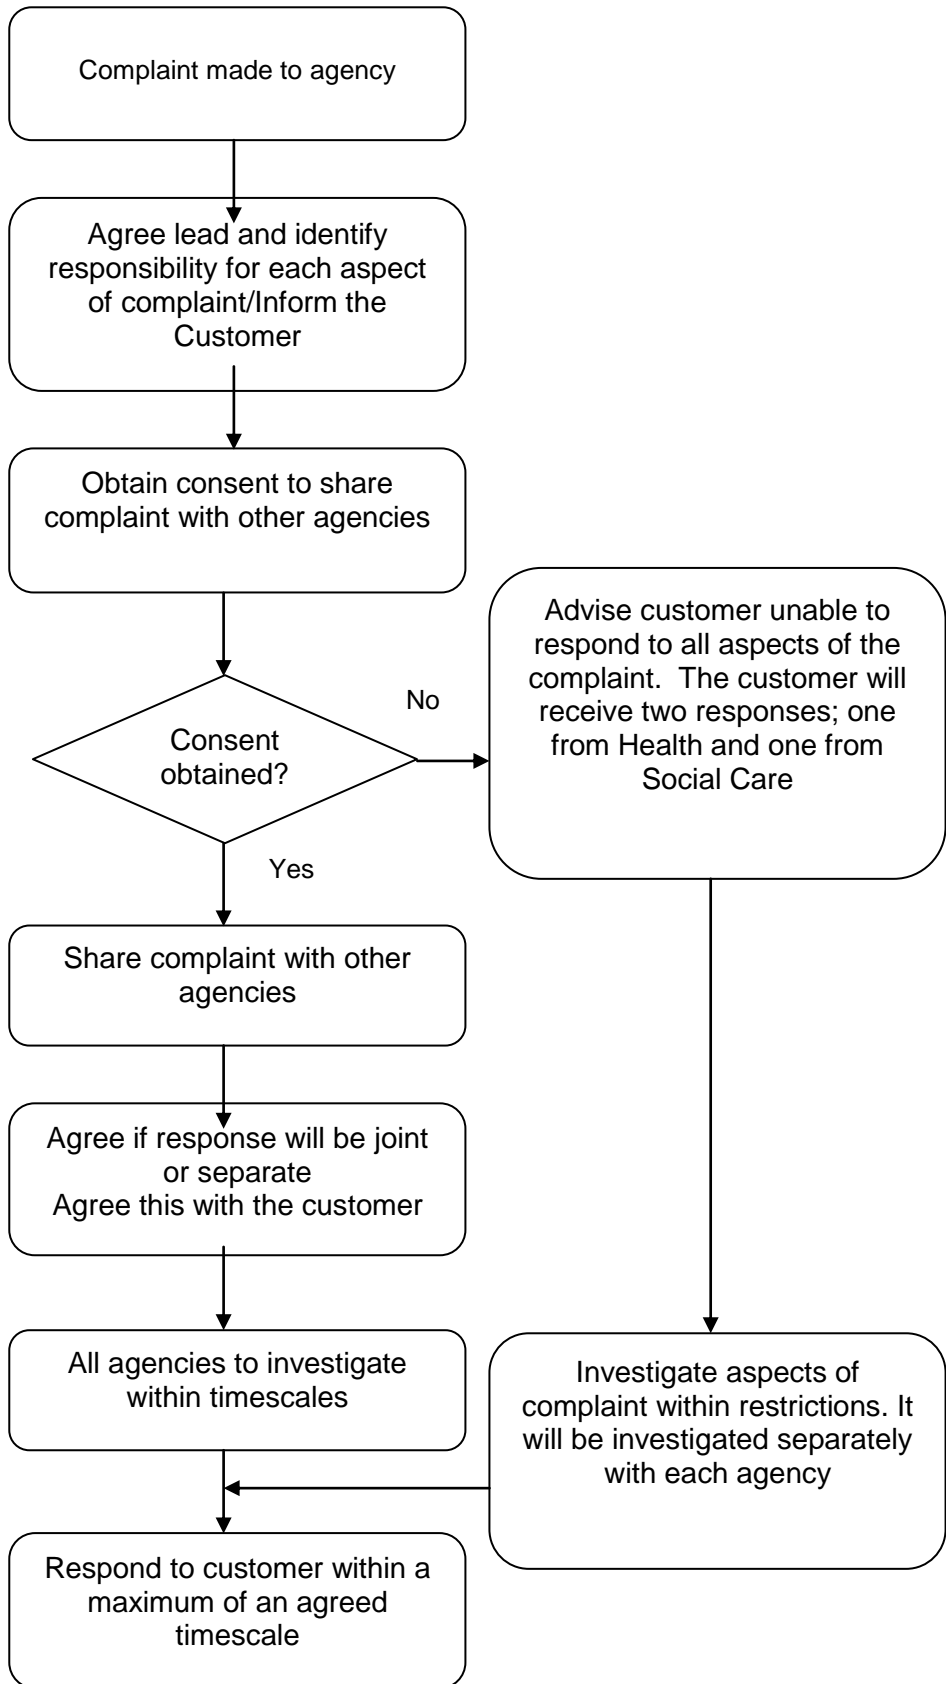 Complaint made to agency
Agree lead and identify
responsibility for each aspect
of complaint/Inform the
Customer
Obtain consent to share
complaint with other agencies
Consent
obtained?
No
Advise customer unable to
respond to all aspects of the
complaint.  The customer will
receive two responses; one
from Health and one from
Social Care
Yes
Share complaint with other
agencies
Agree if response will be joint
or separate
Agree this with the customer
All agencies to investigate
within timescales
Investigate aspects of
complaint within restrictions. It
will be investigated separately
with each agency
Respond to customer within a
maximum of an agreed
timescale